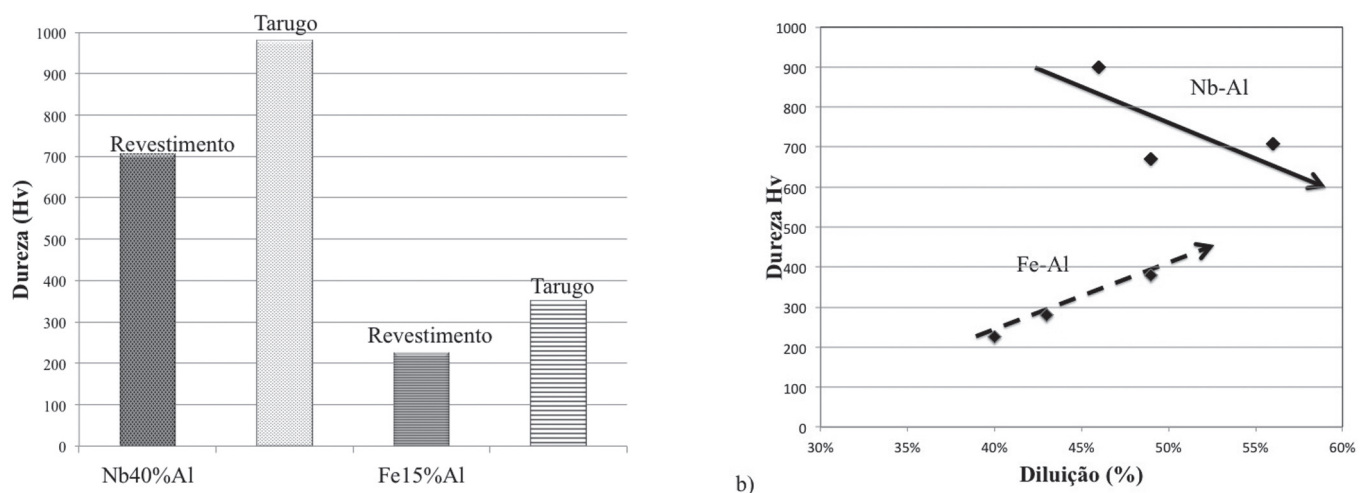 Tarugo
1000
900
800
Revestimento
700
600
500
400
Tarugo
300
Revestimento
200
100
0
Dureza (Hv)
Nb40%Al
Fe15%Al
b)
1000
900
800
700
600
500
400
300
200
100
0
Dureza Hv
Nb-Al
Fe-Al
30%
35%
40%
45%
50%
55%
60%
Diluição (%)